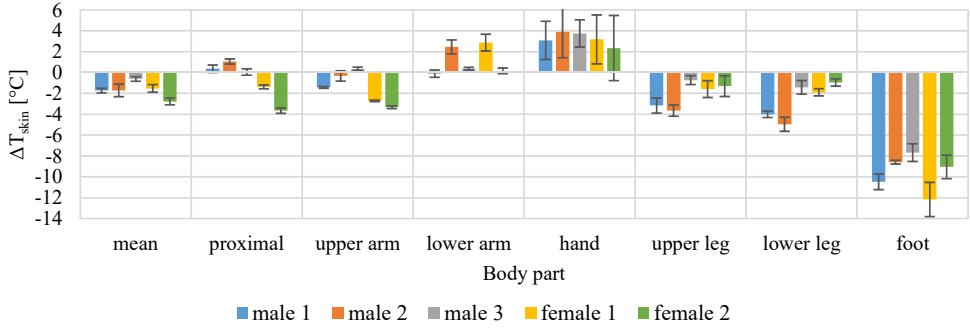 6
4
2
0
-2
-4
-6
-8
-10
-12
-14
ΔTskin [°C]
mean proximal upper arm lower arm hand upper leg lower leg foot
Body part
male 1 male 2 male 3 female 1 female 2